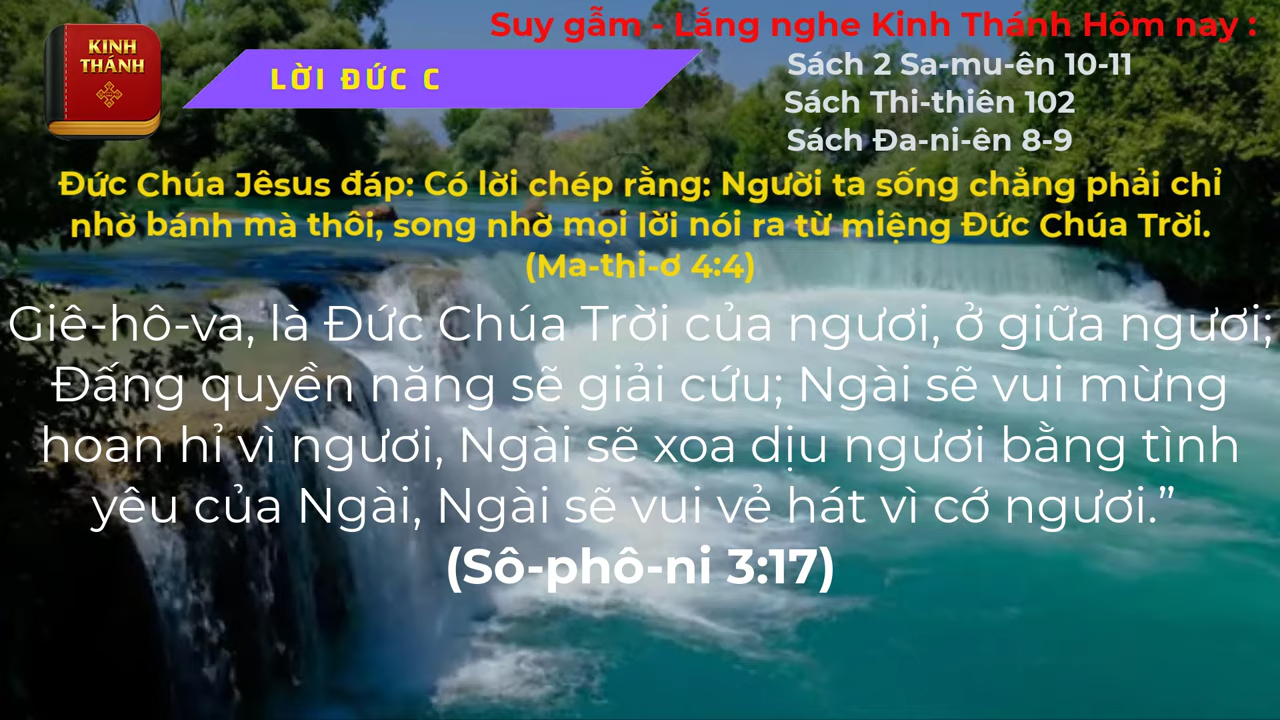 Suy gẫm - Lắng nghe Kinh Thánh Hôm nay :
KINH
THÁNH
LỜI ĐỨC C
Sách 2 Sa-mu-ên 10-11
Sách Thi-thiên 102
Sách Đa-ni-ên 8-9
Đức Chúa Jêsus đáp: Có lời chép rằng: Người ta sống chẳng phải chỉ
nhờ bánh mà thôi, song nhờ mọi lời nói ra từ miệng Đức Chúa Trời.
(Ma-thi-ơ 4:4)
Giê-hô-va, là Đức Chúa Trời của ngươi, ở giữa ngươi;
Đấng quyền năng sẽ giải cứu; Ngài sẽ vui mừng
hoan hỉ vì ngươi, Ngài sẽ xoa dịu ngươi bằng tình
yêu của Ngài, Ngài sẽ vui vẻ hát vì cớ ngươi.”
(Sô-phô-ni 3:17)